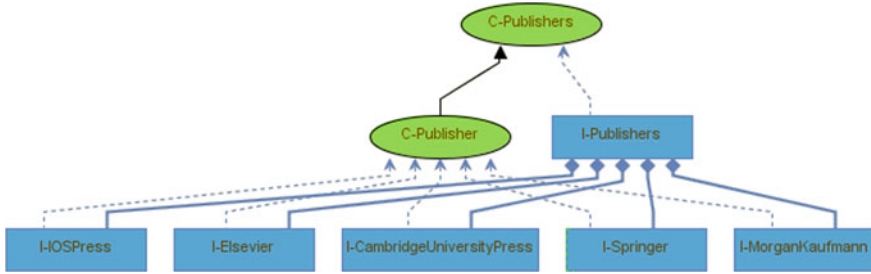 C-Publishers
C-Publisher
I-Publishers
I-IOSPress
I-Elsevier
I-CambridgeUniversityPress
I-Springer
I-MorganKaufmann